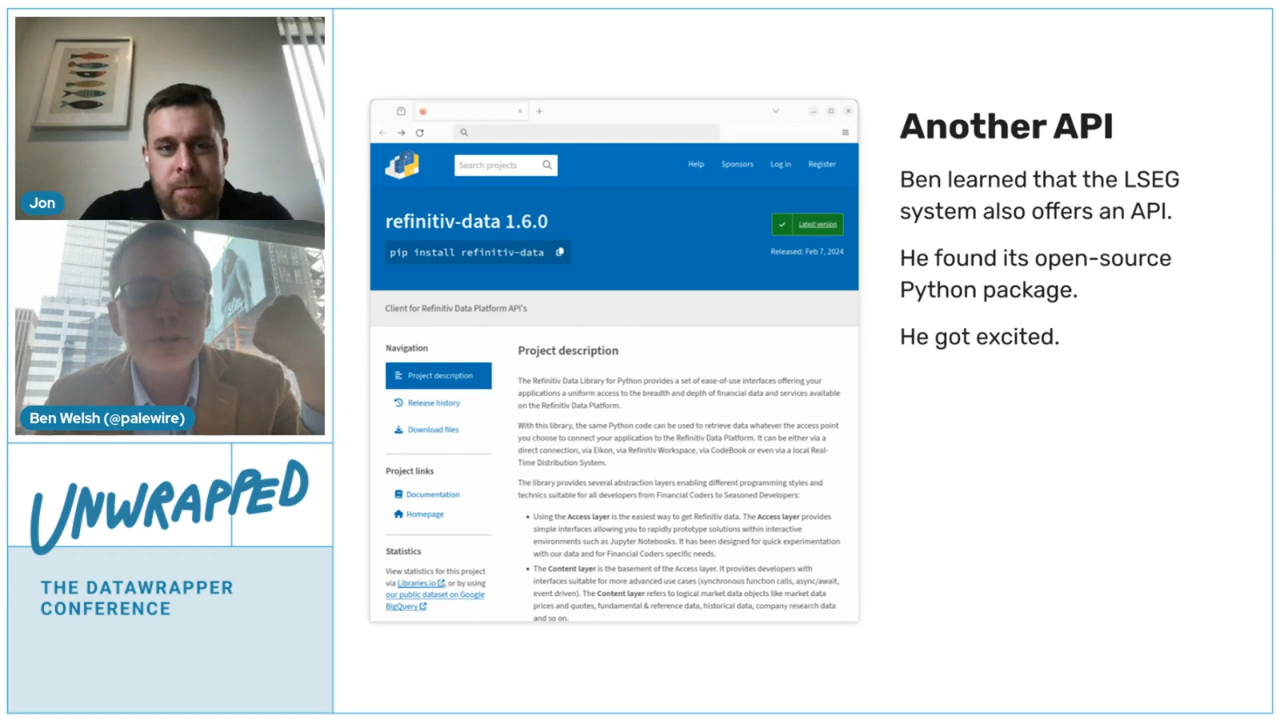 Jon
Ben Welsh (@palewire)
UNWRAPPED
THE DATAWRAPPER
CONFERENCE
Search projects
Help
Sponsors
Log in
Register
refinitiv-data 1.6.0
pip install refinitiv-data
Latest version
Released: Feb 7, 2024
Client for Refinitiv Data Platform API's
Navigation
Project description
Release history
Download files
Project links
Documentation
Homepage
Statistics
View statistics for this project
via Libraries.io, or by using
our public dataset on Google
BigQuery
Project description
The Refinitiv Data Library for Python provides a set of ease-of-use interfaces offering your
applications a uniform access to the breadth and depth of financial data and services available
on the Refinitiv Data Platform.
With this library, the same Python code can be used to retrieve data whatever the access point
you choose to connect your application to the Refinitiv Data Platform. It can be either via a
direct connection, via Eikon, via Refinitiv Workspace, via CodeBook or even via a local Real-
Time Distribution System.
The library provides several abstraction layers enabling different programming styles and
technics suitable for all developers from Financial Coders to Seasoned Developers:
• Using the Access layer is the easiest way to get Refinitiv data. The Access layer provides
simple interfaces allowing you to rapidly prototype solutions within interactive
environments such as Jupyter Notebooks. It has been designed for quick experimentation
with our data and for Financial Coders specific needs.
• The Content layer is the basement of the Access layer. It provides developers with
interfaces suitable for more advanced use cases (synchronous function calls, async/await,
event driven). The Content layer refers to logical market data objects like market data
prices and quotes, fundamental & reference data, historical data, company research data
and so on.
Another API
Ben learned that the LSEG
system also offers an API.
He found its open-source
Python package.
He got excited.